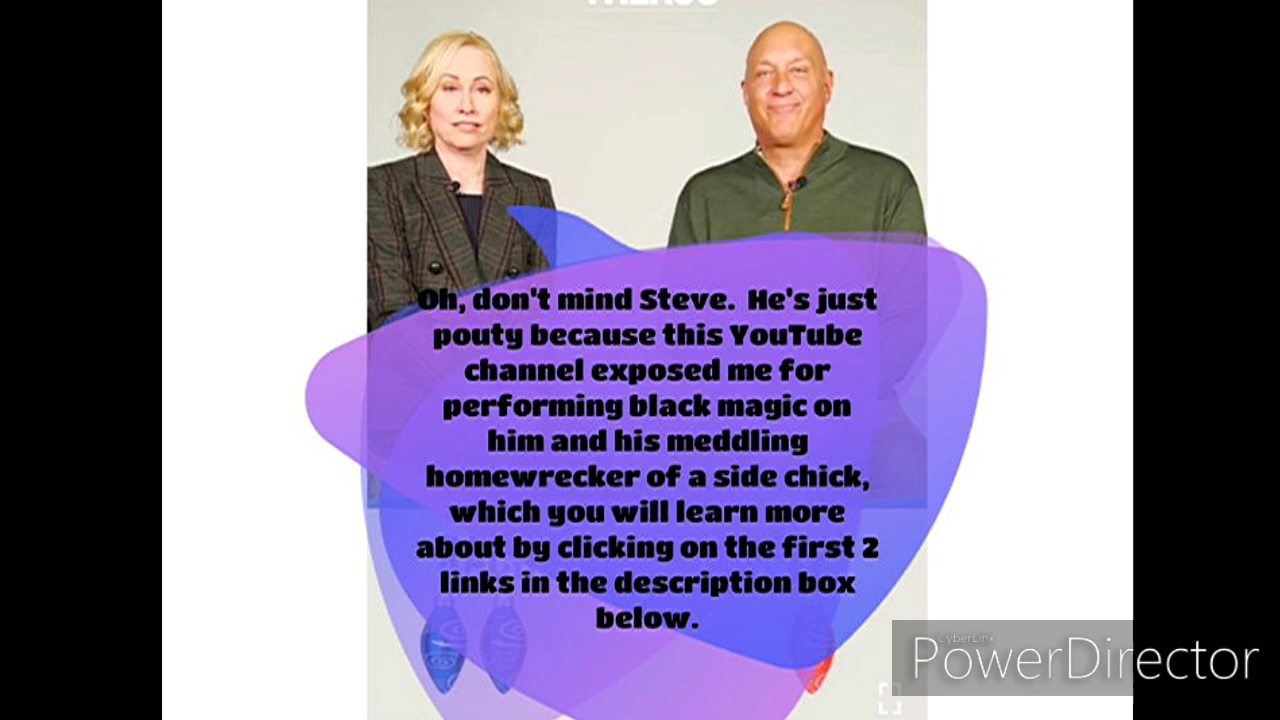 Oh, don't mind Steve.  He's just
pouty because this YouTube
channel exposed me for
performing black magic on
him and his meddling
homewrecker of a side chick,
which you will learn more
about by clicking on the first 2
links in the description box
below.
CyberLink
PowerDirector